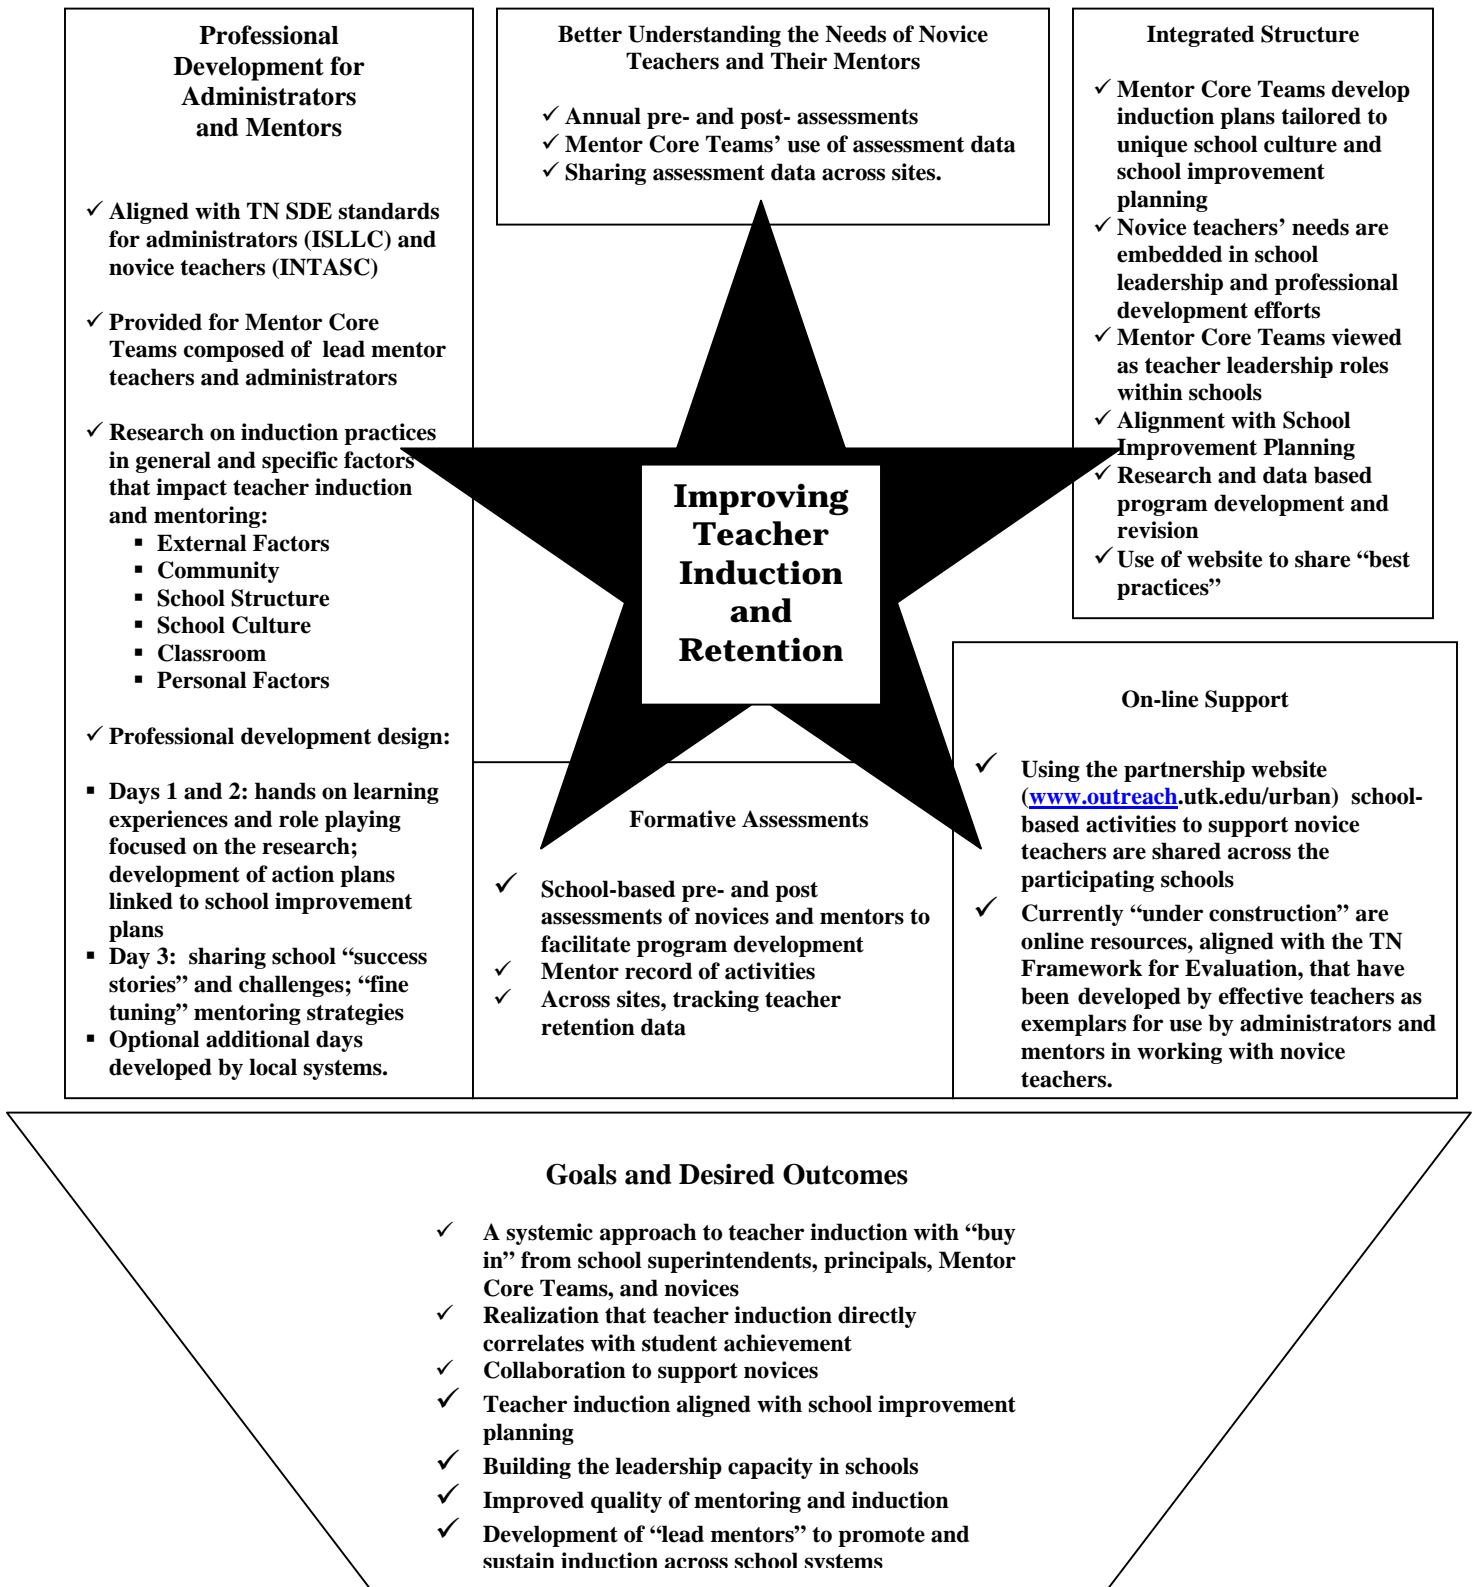 Professional
Development for
Administrators
and Mentors
✓ Aligned with TN SDE standards
for administrators (ISLLC) and
novice teachers (INTASC)
✓ Provided for Mentor Core
Teams composed of lead mentor
teachers and administrators
✓ Research on induction practices
in general and specific factors
that impact teacher induction
and mentoring:
▪ External Factors
▪ Community
▪ School Structure
▪ School Culture
▪ Classroom
▪ Personal Factors
✓ Professional development design:
▪ Days 1 and 2: hands on learning
experiences and role playing
focused on the research;
development of action plans
linked to school improvement
plans
▪ Day 3: sharing school “success
stories” and challenges; “fine
tuning” mentoring strategies
▪ Optional additional days
developed by local systems.
Better Understanding the Needs of Novice
Teachers and Their Mentors
✓ Annual pre- and post- assessments
✓ Mentor Core Teams’ use of assessment data
✓ Sharing assessment data across sites.
Integrated Structure
✓ Mentor Core Teams develop
induction plans tailored to
unique school culture and
school improvement
planning
✓ Novice teachers’ needs are
embedded in school
leadership and professional
development efforts
✓ Mentor Core Teams viewed
as teacher leadership roles
within schools
✓ Alignment with School
Improvement Planning
✓ Research and data based
program development and
revision
✓ Use of website to share “best
practices”
Improving
Teacher
Induction
and
Retention
Formative Assessments
✓ School-based pre- and post
assessments of novices and mentors to
facilitate program development
✓ Mentor record of activities
✓ Across sites, tracking teacher
retention data
On-line Support
✓ Using the partnership website
(www.outreach.utk.edu/urban) school-
based activities to support novice
teachers are shared across the
participating schools
✓ Currently “under construction” are
online resources, aligned with the TN
Framework for Evaluation, that have
been developed by effective teachers as
exemplars for use by administrators and
mentors in working with novice
teachers.
Goals and Desired Outcomes
✓ A systemic approach to teacher induction with “buy
in” from school superintendents, principals, Mentor
Core Teams, and novices
✓ Realization that teacher induction directly
correlates with student achievement
✓ Collaboration to support novices
✓ Teacher induction aligned with school improvement
planning
✓ Building the leadership capacity in schools
✓ Improved quality of mentoring and induction
✓ Development of “lead mentors” to promote and
sustain induction across school systems